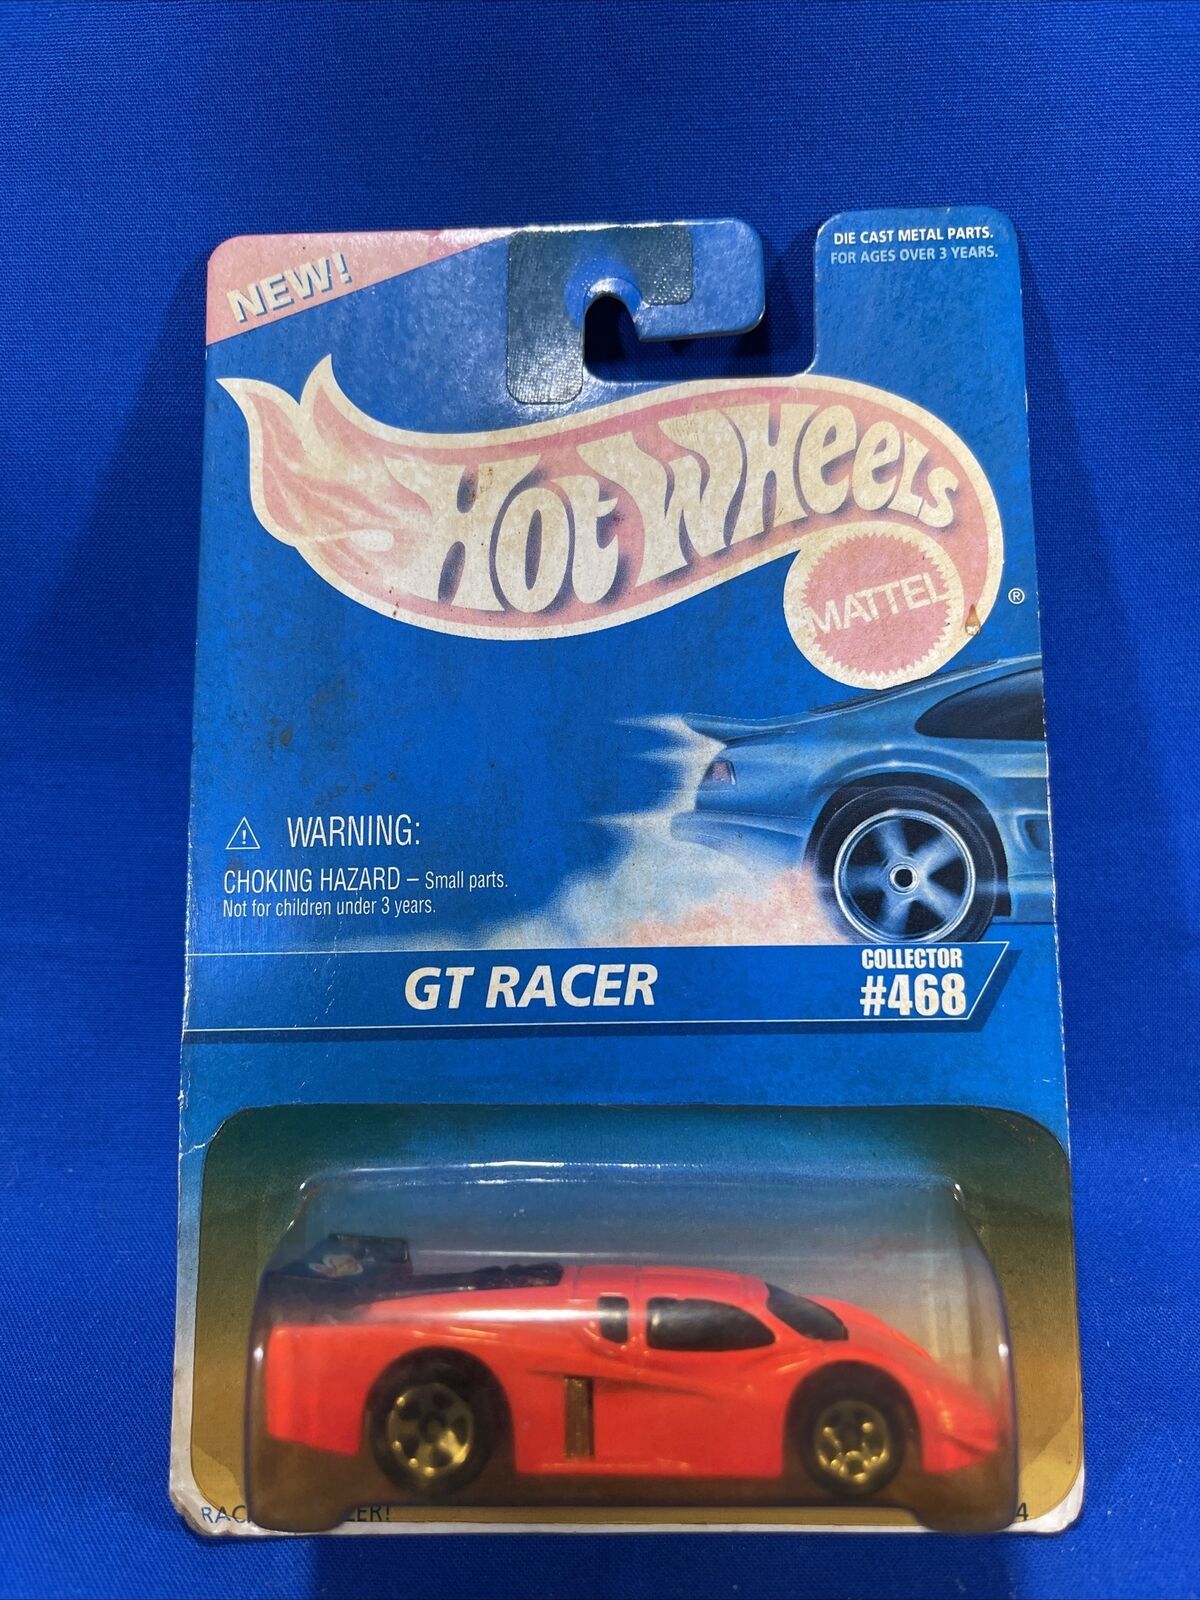 NEW!
DIE CAST METAL PARTS.
FOR AGES OVER 3 YEARS.
HOT WHEELS
MATTEL
®
WARNING:
CHOKING HAZARD – Small parts.
Not for children under 3 years.
GT RACER
COLLECTOR
#468